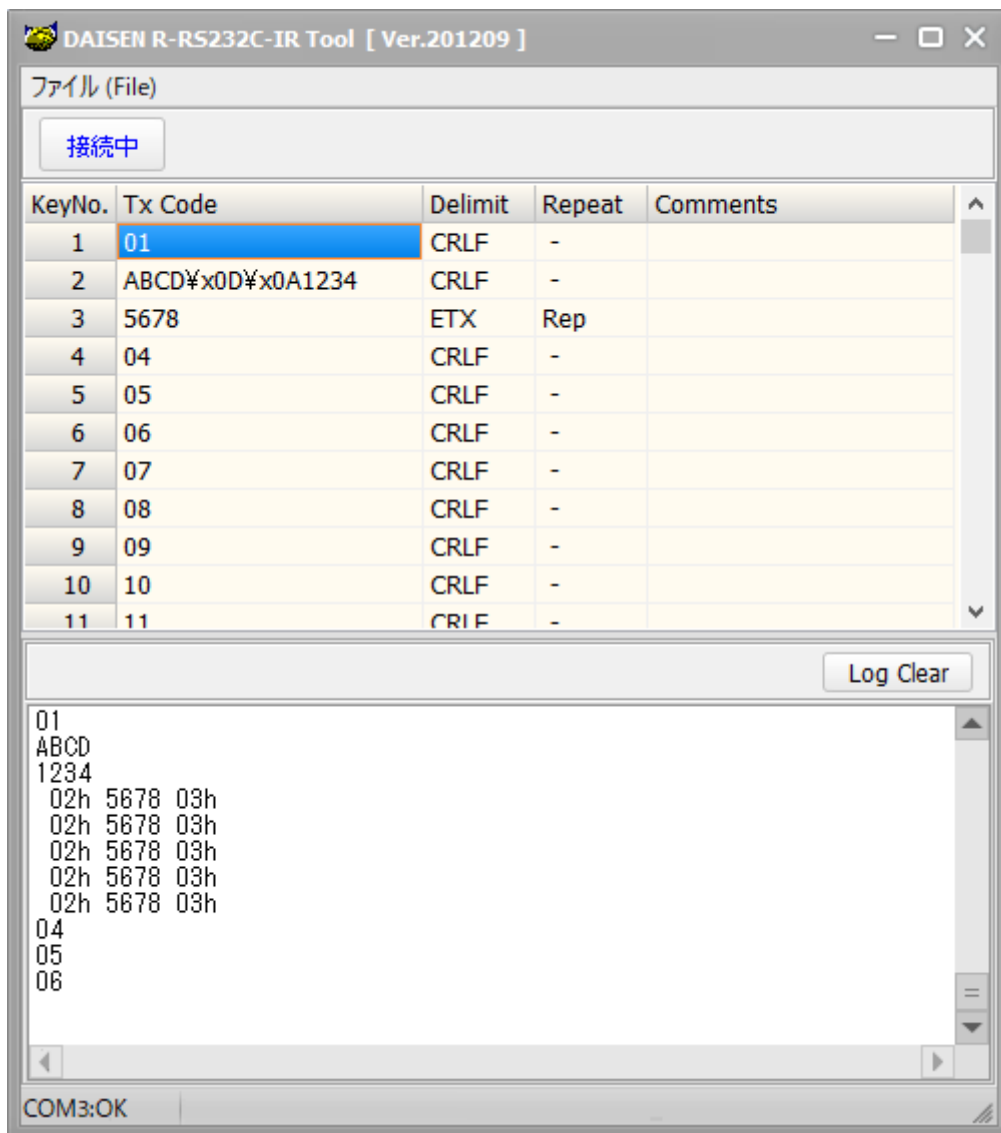 DAISEN R-RS232C-IR Tool [ Ver.201209 ]
ファイル (File)
接続中
KeyNo. Tx Code Delimit Repeat Comments
1 01 CRLF -
2 ABCD¥x0D¥x0A1234 CRLF -
3 5678 ETX Rep
4 04 CRLF -
5 05 CRLF -
6 06 CRLF -
7 07 CRLF -
8 08 CRLF -
9 09 CRLF -
10 10 CRLF -
11 11 CRLF -
Log Clear
01
ABCD
1234
02h 5678 03h
02h 5678 03h
02h 5678 03h
02h 5678 03h
02h 5678 03h
04
05
06
COM3:OK